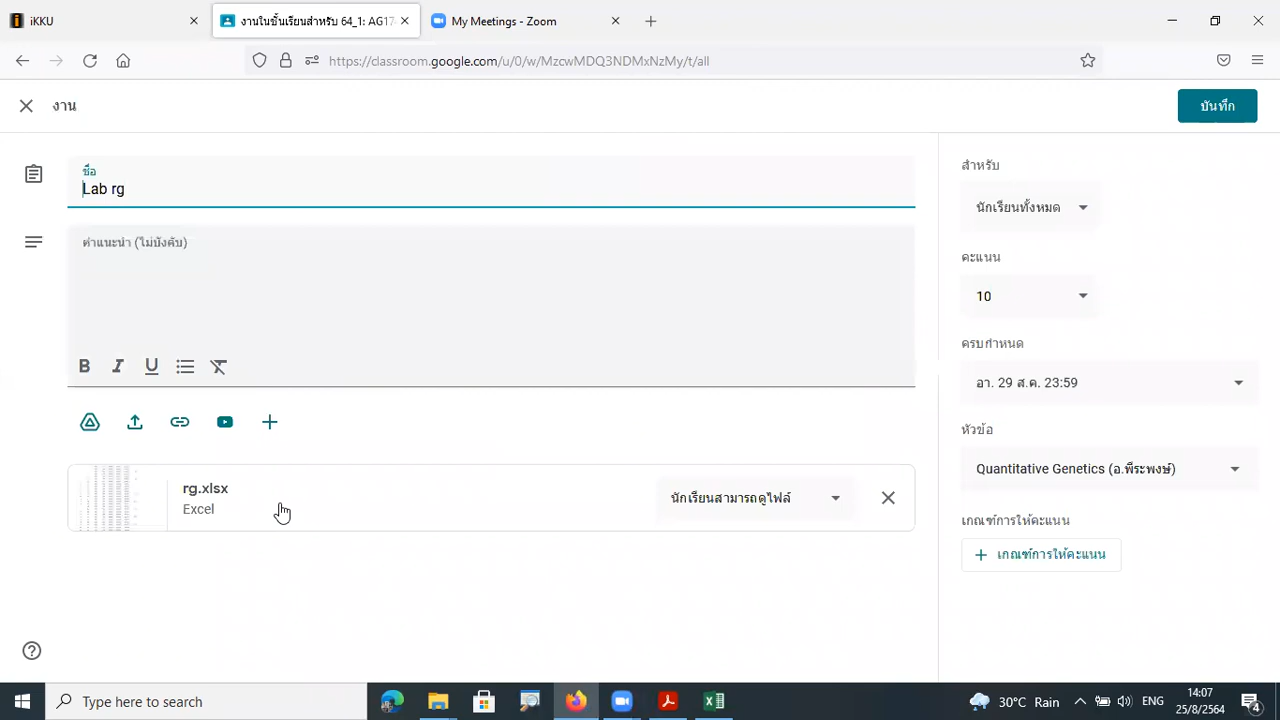 iKKU
งานในชั้นเรียนสำหรับ 64_1: AG17
My Meetings - Zoom
https://classroom.google.com/u/0/w/MzcwMDQ3NDMxNzMy/t/all
งาน
บันทึก
ชื่อ
Lab rg
คำแนะนำ (ไม่บังคับ)
B I U
rg.xlsx
Excel
นักเรียนสามารถดูไฟล์
สำหรับ
นักเรียนทั้งหมด
คะแนน
10
ครบกำหนด
อา. 29 ส.ค. 23:59
หัวข้อ
Quantitative Genetics (อ.พีระพงษ์)
เกณฑ์การให้คะแนน
เกณฑ์การให้คะแนน
Type here to search
30°C Rain
ENG
14:07
25/8/2564
4